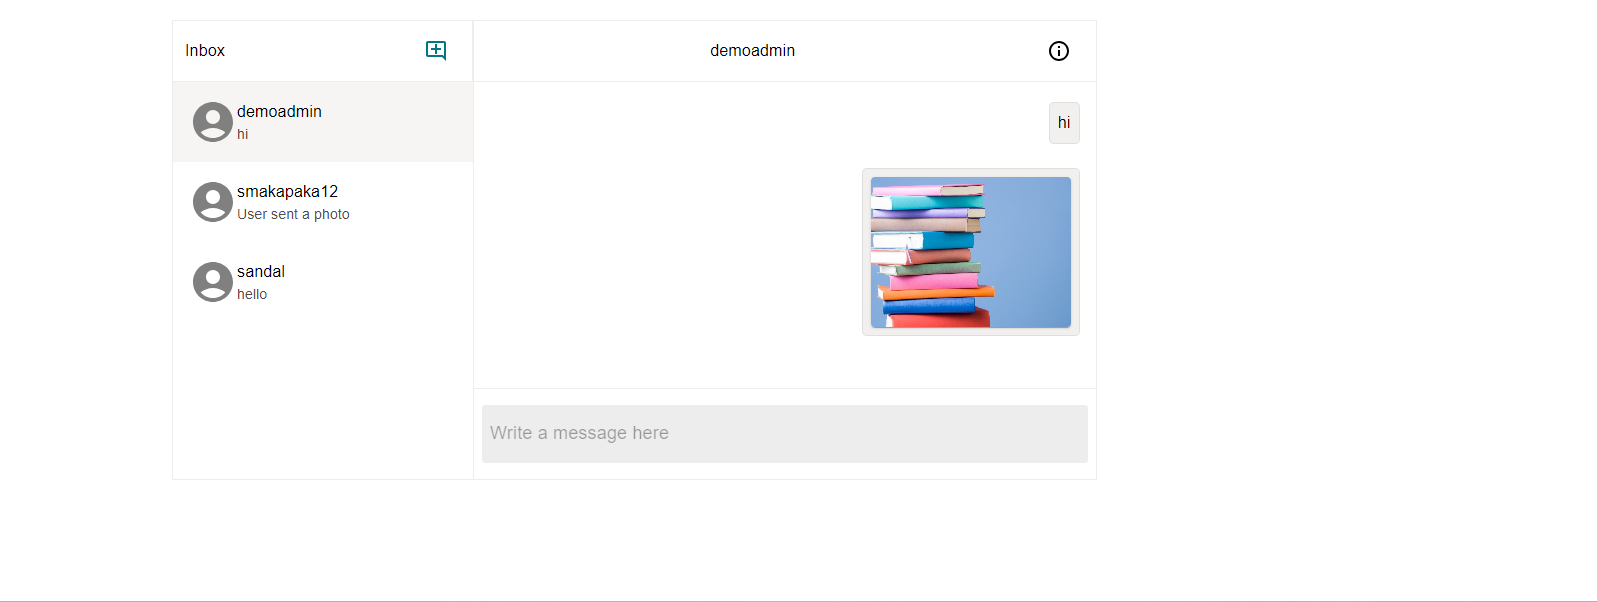 Inbox
demoadmin
hi
smakapaka12
User sent a photo
sandal
hello
demoadmin
hi
Write a message here